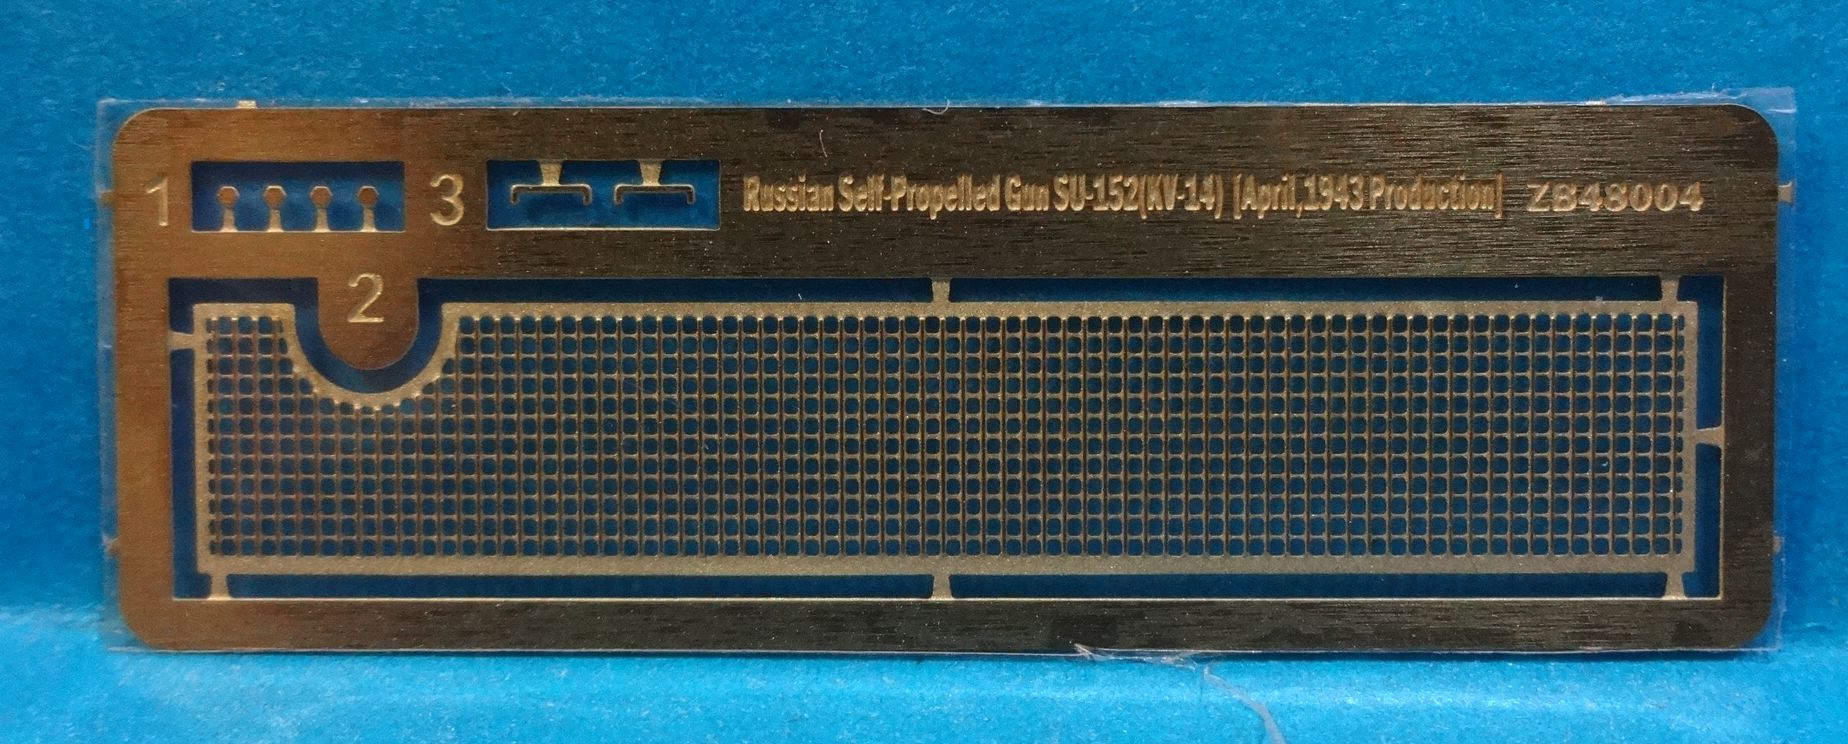 1
3
Russian Self-Propelled Gun SU-152(KV-14) [April,1943 Production] ZB48004
2